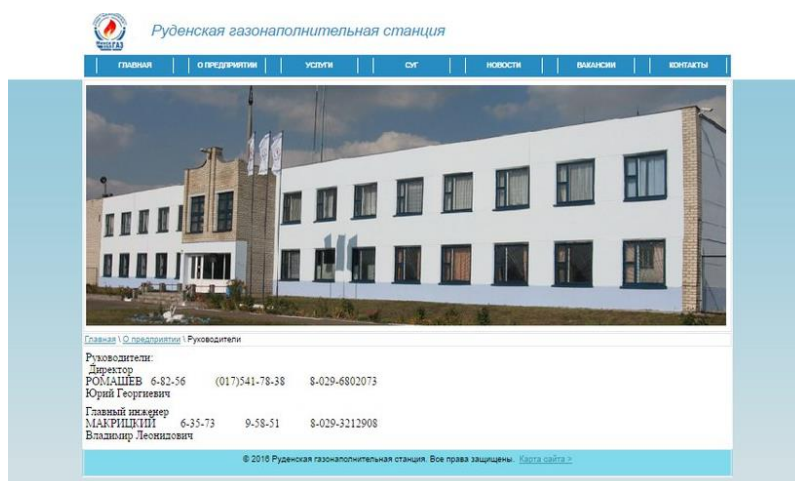 Руденская газонаполнительная станция
ГЛАВНАЯ О ПРЕДПРИЯТИИ УСЛУГИ СУГ НОВОСТИ ВАКАНСИИ КОНТАКТЫ
Главная \ О предприятии \ Руководители
Руководители:
Директор
РОМАШЕВ 6-82-56 (017)541-78-38 8-029-6802073
Юрий Георгиевич
Главный инженер
МАКРИЦКИЙ 6-35-73 9-58-51 8-029-3212908
Владимир Леонидович
© 2016 Руденская газонаполнительная станция. Все права защищены. Карта сайта >